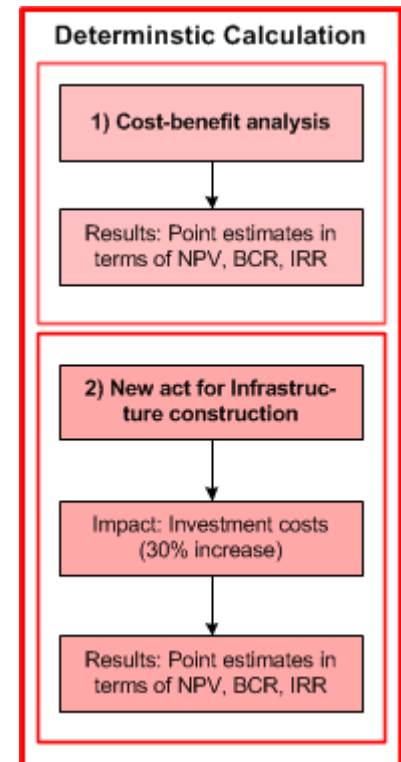 Determinstic Calculation
1) Cost-benefit analysis
Results: Point estimates in
terms of NPV, BCR, IRR
2) New act for Infrastruc-
ture construction
Impact: Investment costs
(30% increase)
Results: Point estimates in
terms of NPV, BCR, IRR